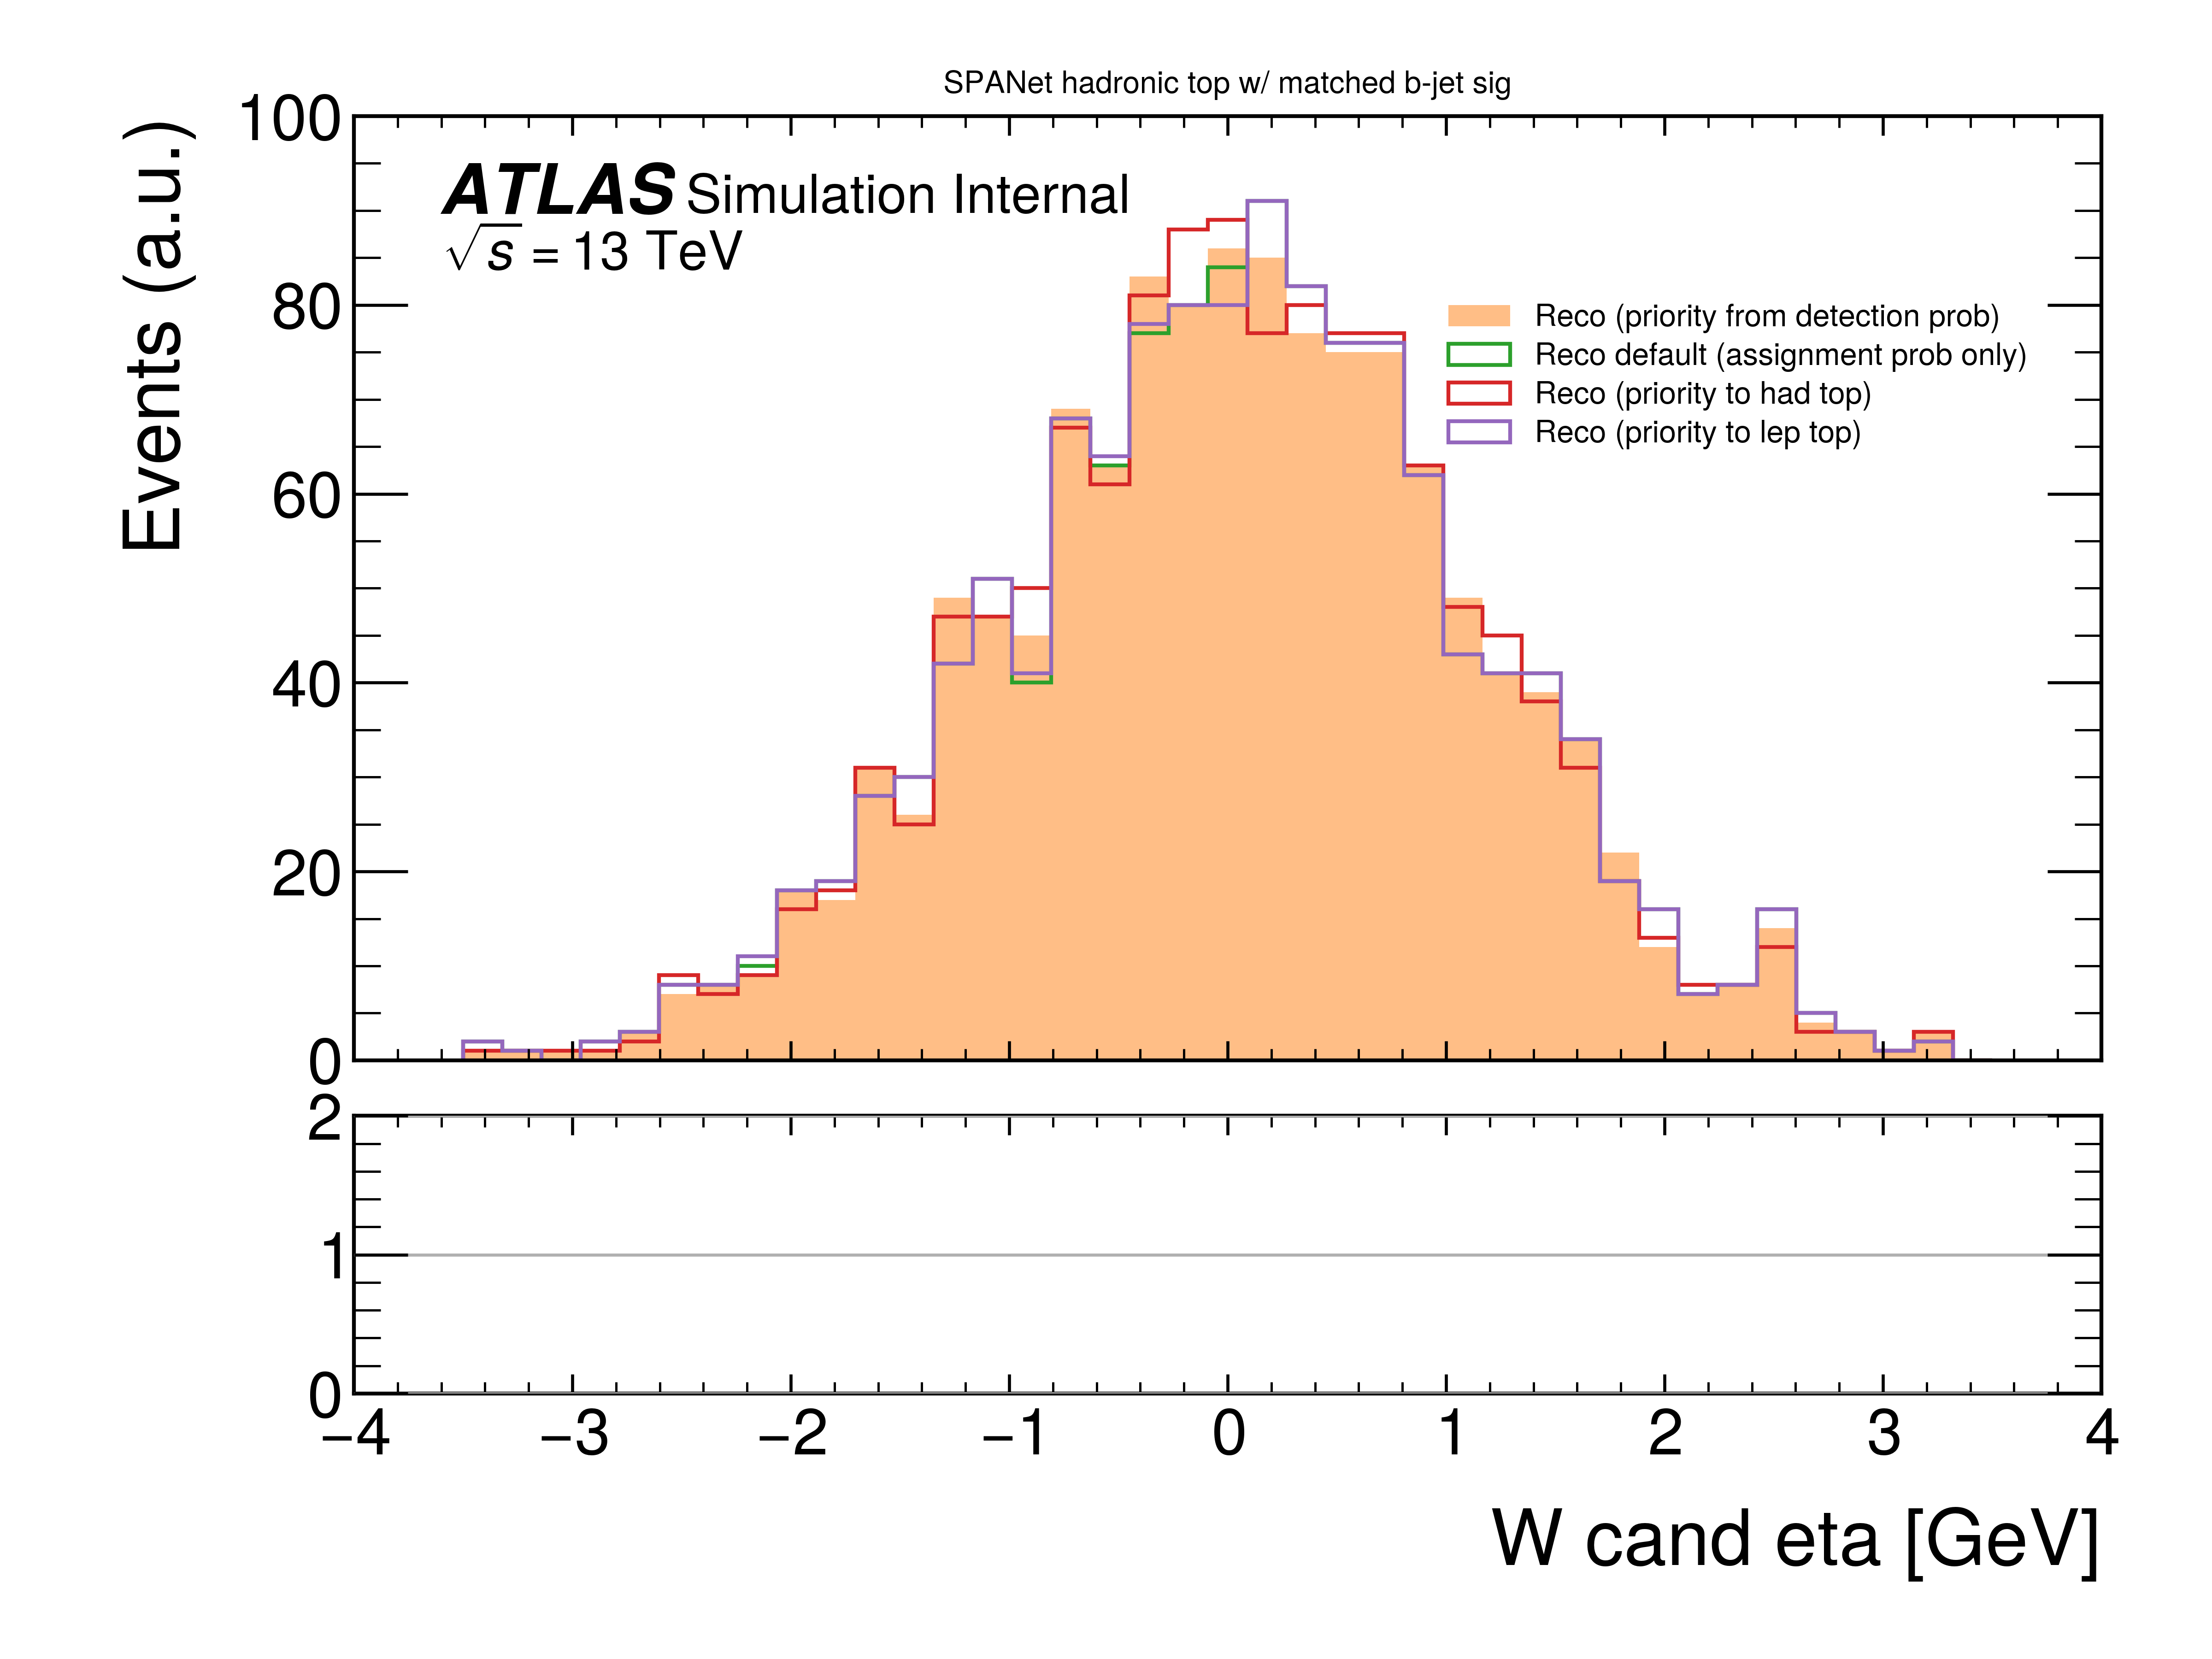 SPANet hadronic top w/ matched b-jet sig
Events (a.u.)
100
80
60
40
20
0
ATLAS Simulation Internal
√s = 13 TeV
Reco (priority from detection prob)
Reco default (assignment prob only)
Reco (priority to had top)
Reco (priority to lep top)
2
1
0
−4 −3 −2 −1 0 1 2 3 4
W cand eta [GeV]